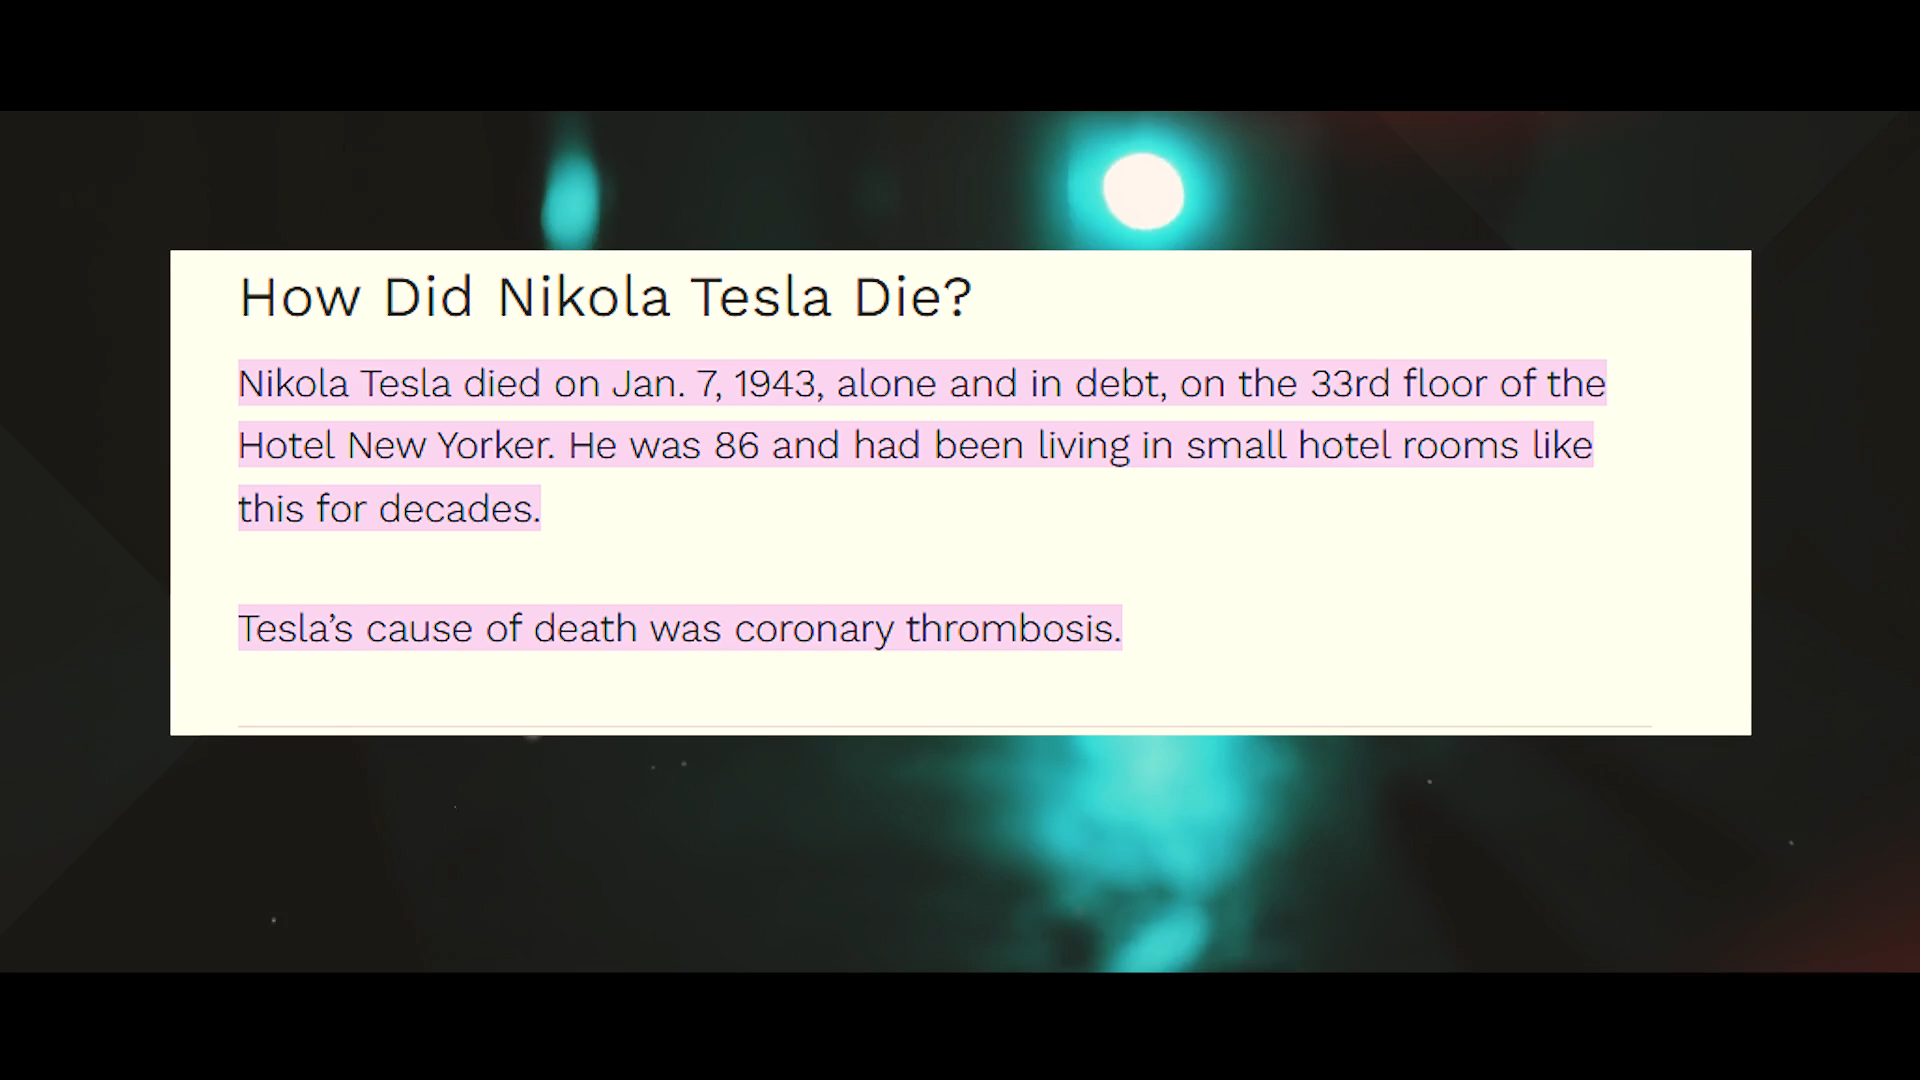 How Did Nikola Tesla Die?
Nikola Tesla died on Jan. 7, 1943, alone and in debt, on the 33rd floor of the
Hotel New Yorker. He was 86 and had been living in small hotel rooms like
this for decades.
Tesla’s cause of death was coronary thrombosis.